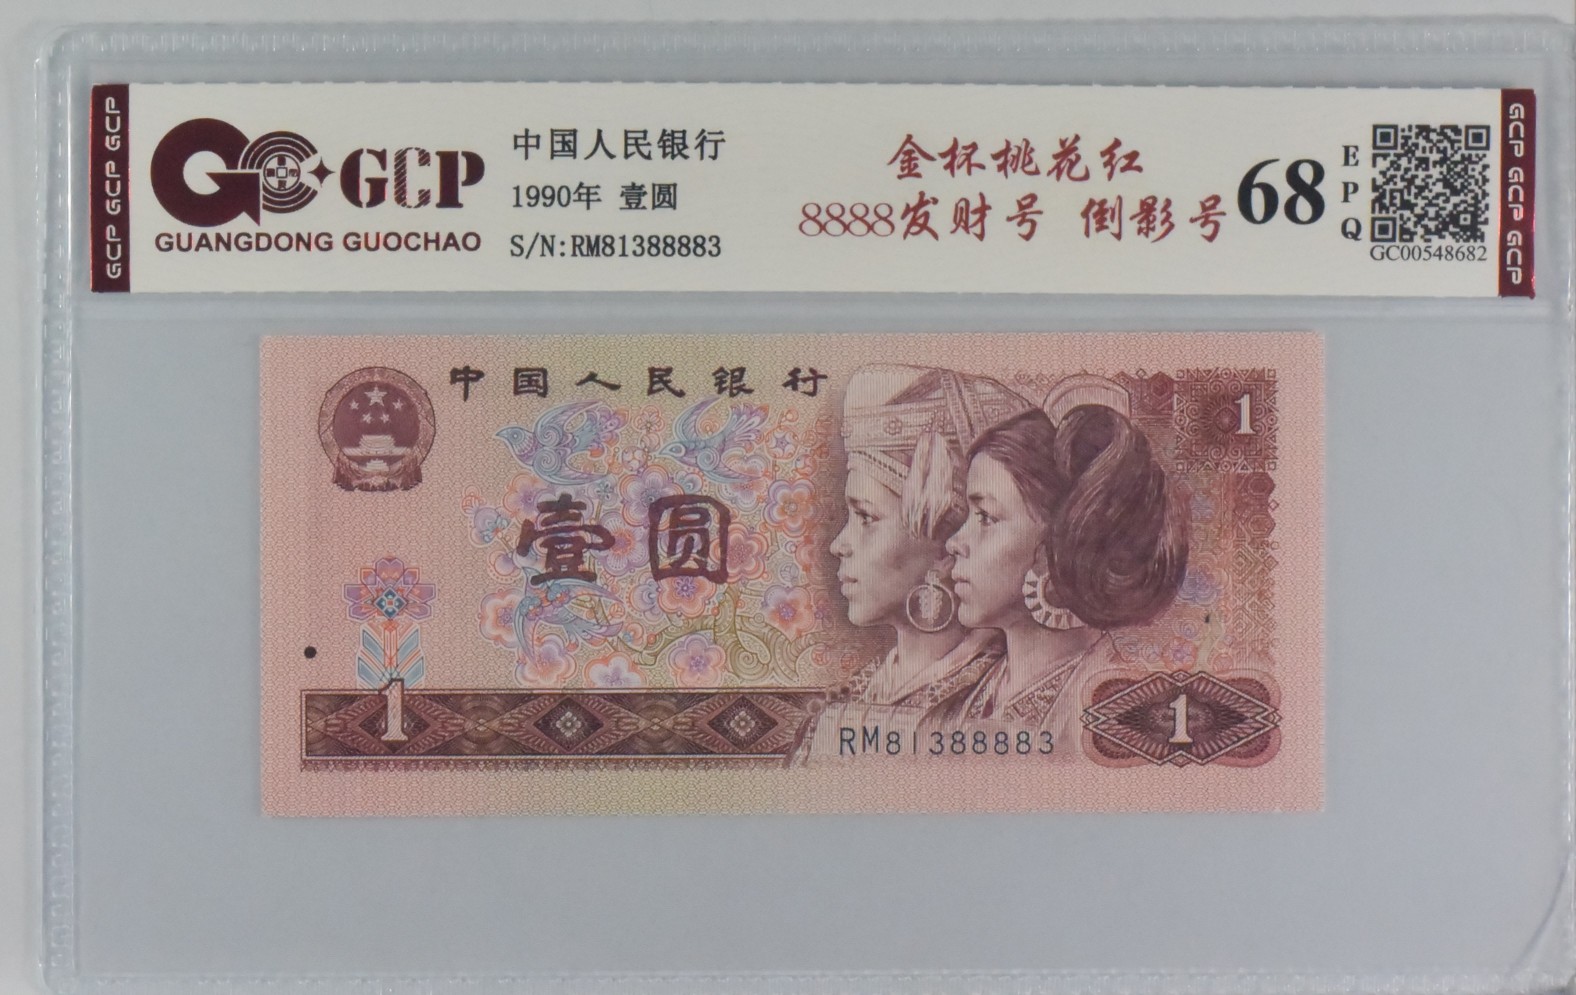 GCP GCP GCP
GCP
GUANGDONG GUOCHAO
中国人民银行
1990年 壹圆
S/N:RM81388883
金杯桃花红
8888发财号 倒影号
68
EPQ
GC00548682
GCP GCP GCP
中国人民银行
1
壹圆
1
RM81388883
1